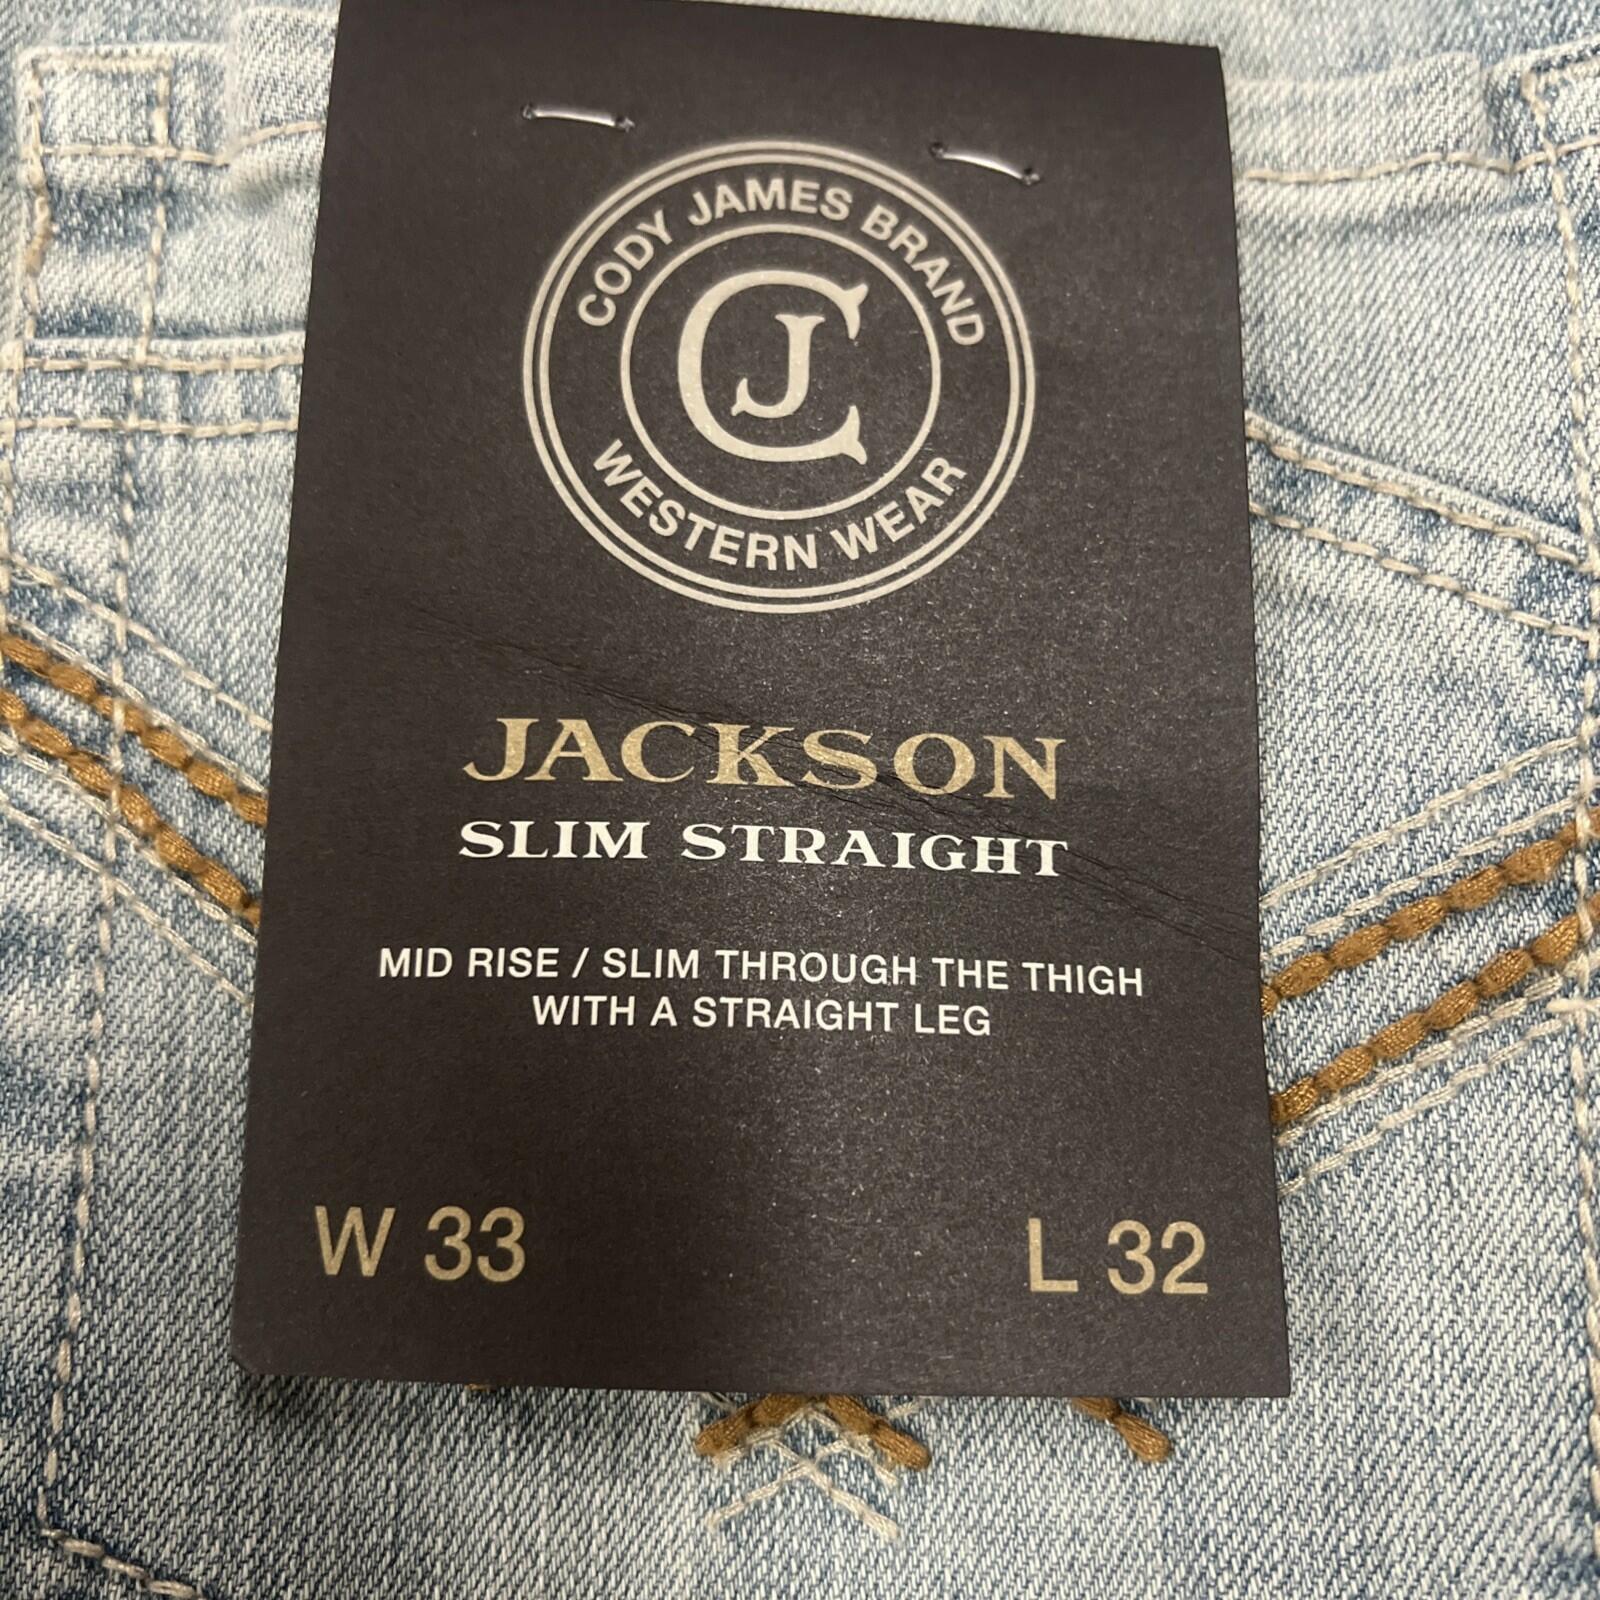 CODY JAMES BRAND
CJ
WESTERN WEAR
JACKSON
SLIM STRAIGHT
MID RISE / SLIM THROUGH THE THIGH
WITH A STRAIGHT LEG
W 33 L 32